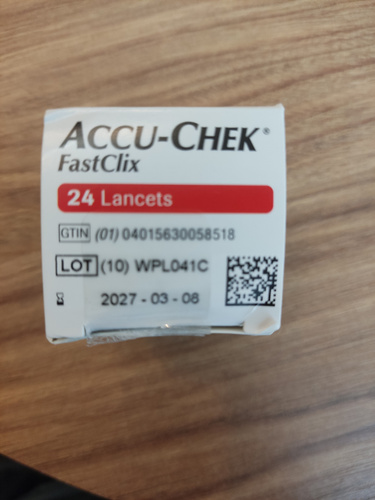 ACCU-CHEK®
FastClix
24 Lancets
GTIN (01) 04015630058518
LOT (10) WPL041C
2027-03-08